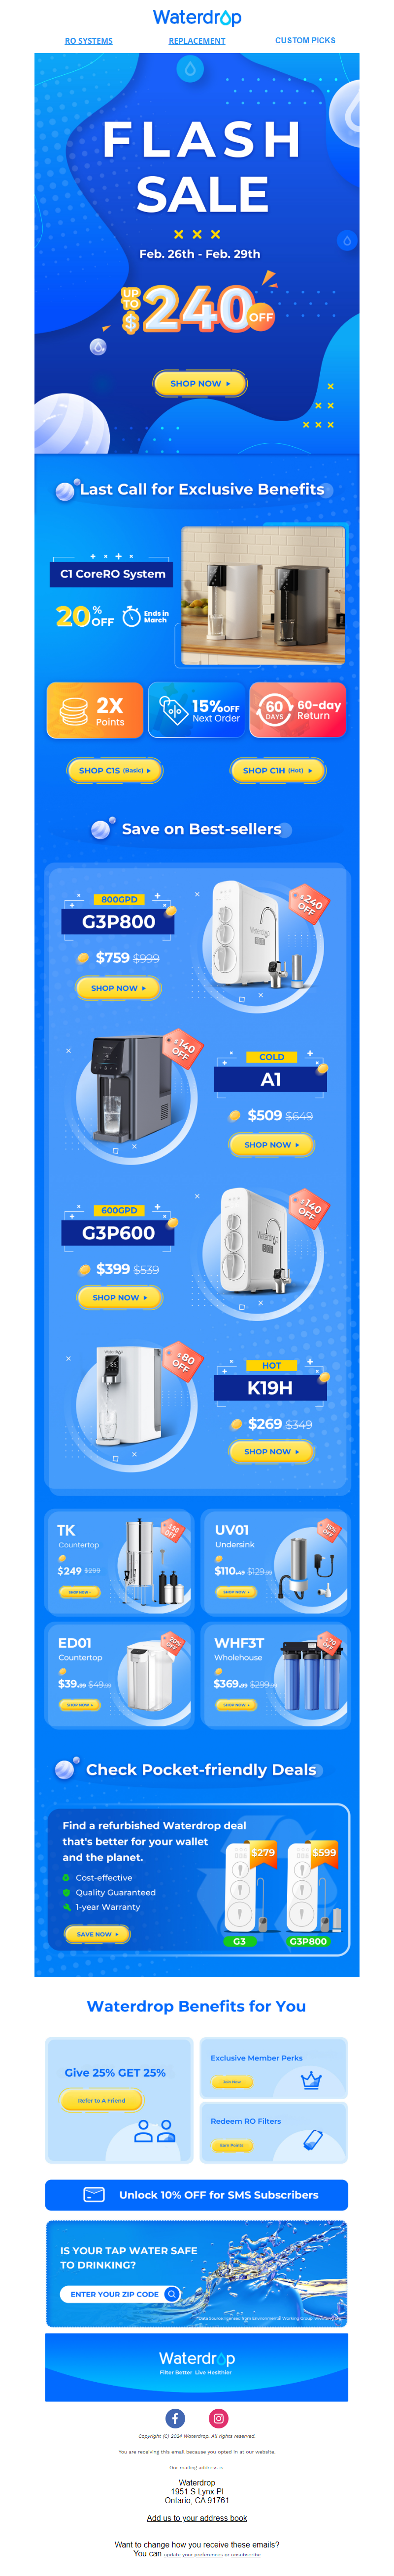 Waterdrop
RO SYSTEMS
REPLACEMENT
CUSTOM PICKS
FLASH
SALE
Feb. 26th - Feb. 29th
UP TO $240 OFF
SHOP NOW
Last Call for Exclusive Benefits
C1 CoreRO System
20% OFF
Ends in March
2X Points
15% OFF Next Order
60 DAYS
60-day Return
SHOP C1S (Basic)
SHOP C1H (Hot)
Save on Best-sellers
800GPD
G3P800
$759 $999
SHOP NOW
$240 OFF
Waterdrop
$140 OFF
COLD
A1
$509 $649
SHOP NOW
600GPD
G3P600
$399 $539
SHOP NOW
$140 OFF
Waterdrop
$80 OFF
Waterdrop
HOT
K19H
$269 $349
SHOP NOW
TK
Countertop
$249 $299
SHOP NOW
UV01
Undersink
$110.49
SHOP NOW
15% OFF
ED01
Countertop
$39.99 $49.99
SHOP NOW
20% OFF
WHF3T
Wholehouse
$369.99
SHOP NOW
$70 OFF
Check Pocket-friendly Deals
Find a refurbished Waterdrop deal
that's better for your wallet
and the planet.
Cost-effective
Quality Guaranteed
1-year Warranty
SAVE NOW
$279
$599
G3
G3P800
Waterdrop Benefits for You
Give 25% GET 25%
Refer to A Friend
Exclusive Member Perks
Join Now
Redeem RO Filters
Earn Points
Unlock 10% OFF for SMS Subscribers
IS YOUR TAP WATER SAFE
TO DRINKING?
ENTER YOUR ZIP CODE
Waterdrop
Filter Better Live Healthier
Copyright (C) 2024 Waterdrop. All rights reserved.
You are receiving this email because you opted in at our website.
Our mailing address is:
Waterdrop
1951 S Lynx Pl
Ontario, CA 91761
Add us to your address book
Want to change how you receive these emails?
You can update your preferences or unsubscribe